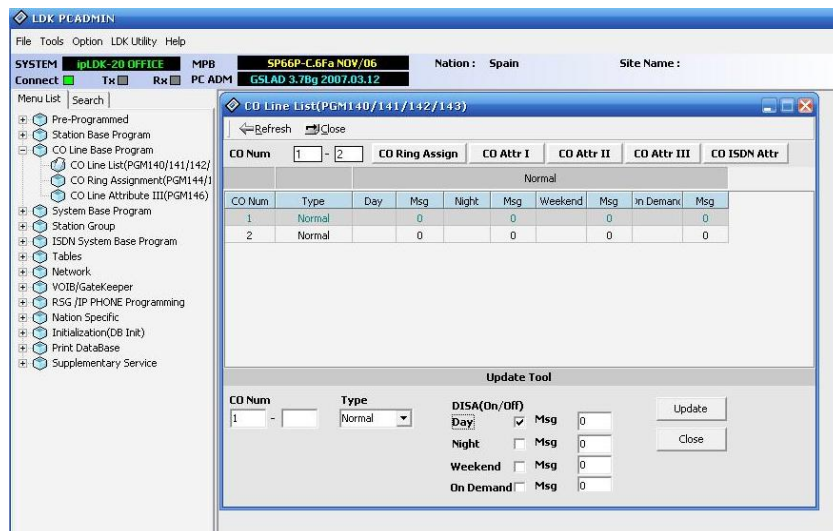 LDK PCADMIN
File Tools Option LDK Utility Help
SYSTEM ipLDK-20 OFFICE MPB SP66P-C.6Fa NOV/06 Nation : Spain Site Name :
Connect Tx Rx PC ADM GSLAD 3.7Bg 2007.03.12
Menu List Search
Pre-Programmed
Station Base Program
CO Line Base Program
CO Line List(PGM140/141/142/
CO Ring Assignment(PGM144/1
CO Line Attribute III(PGM146)
System Base Program
Station Group
ISDN System Base Program
Tables
Network
VOIB/GateKeeper
RSG /IP PHONE Programming
Nation Specific
Initialization(DB Init)
Print DataBase
Supplementary Service
CO Line List(PGM140/141/142/143)
Refresh Close
CO Num 1 - 2 CO Ring Assign CO Attr I CO Attr II CO Attr III CO ISDN Attr
Normal
CO Num Type Day Msg Night Msg Weekend Msg On Demand Msg
1 Normal 0 0 0 0
2 Normal 0 0 0 0
Update Tool
CO Num Type DISA(On/Off)
1 - Normal Day Msg 0 Update
Night Msg 0 Close
Weekend Msg 0
On Demand Msg 0